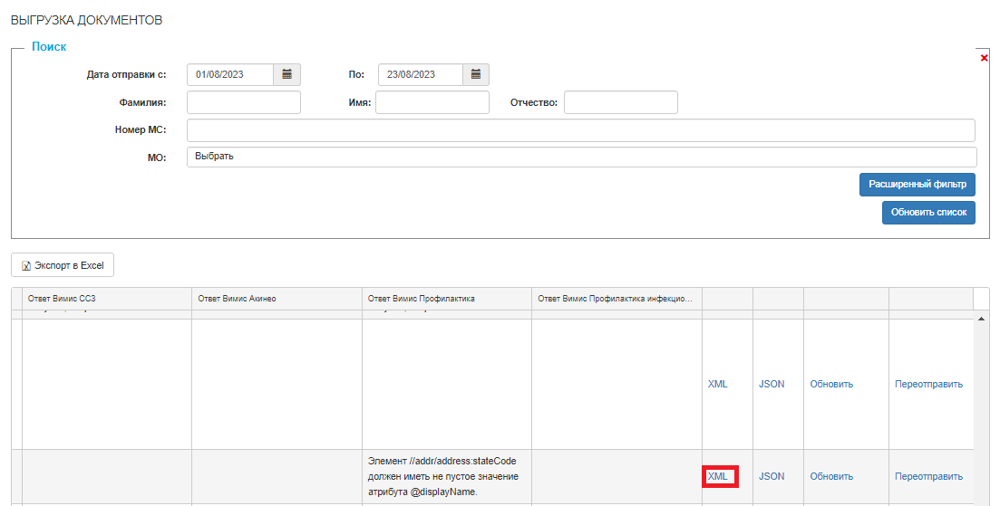 ВЫГРУЗКА ДОКУМЕНТОВ
Поиск
Дата отправки с: 01/08/2023 По: 23/08/2023
Фамилия: Имя: Отчество:
Номер МС:
МО: Выбрать
Расширенный фильтр
Обновить список
Экспорт в Excel
Ответ Вимис ССЗ Ответ Вимис Акинео Ответ Вимис Профилактика Ответ Вимис Профилактика инфекцио...
XML JSON Обновить Переотправить
Элемент //addr/address:stateCode
должен иметь не пустое значение
атрибута @displayName.
XML JSON Обновить Переотправить